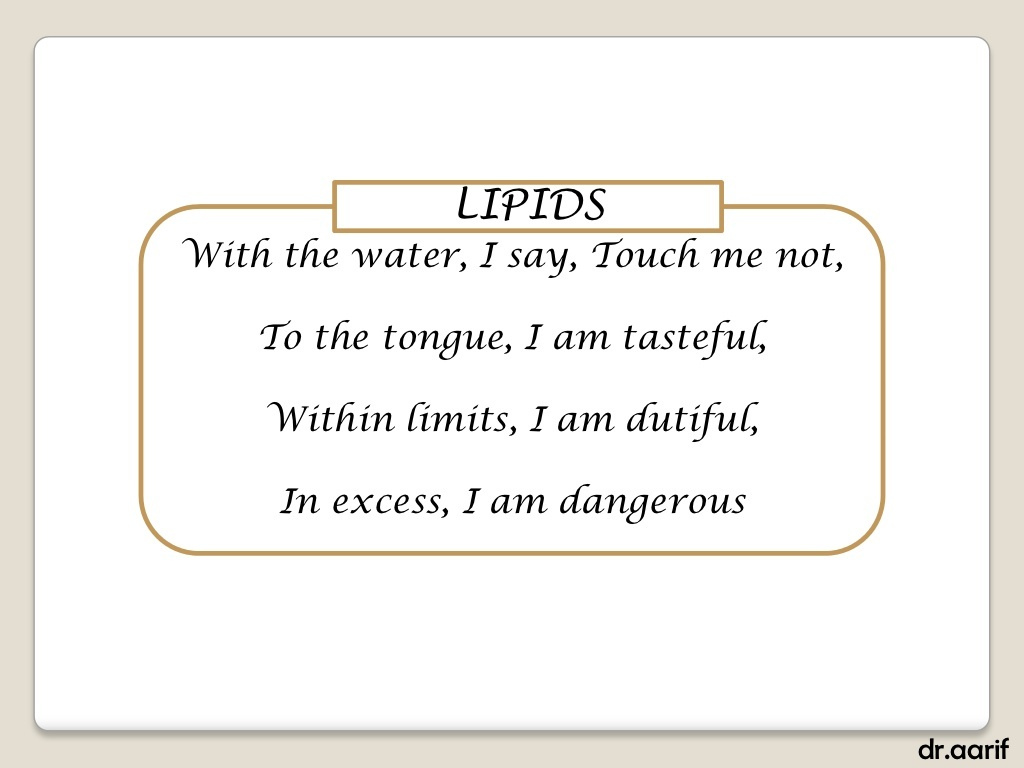 LIPIDS
With the water, I say, Touch me not,
To the tongue, I am tasteful,
Within limits, I am dutiful,
In excess, I am dangerous
dr.aarif